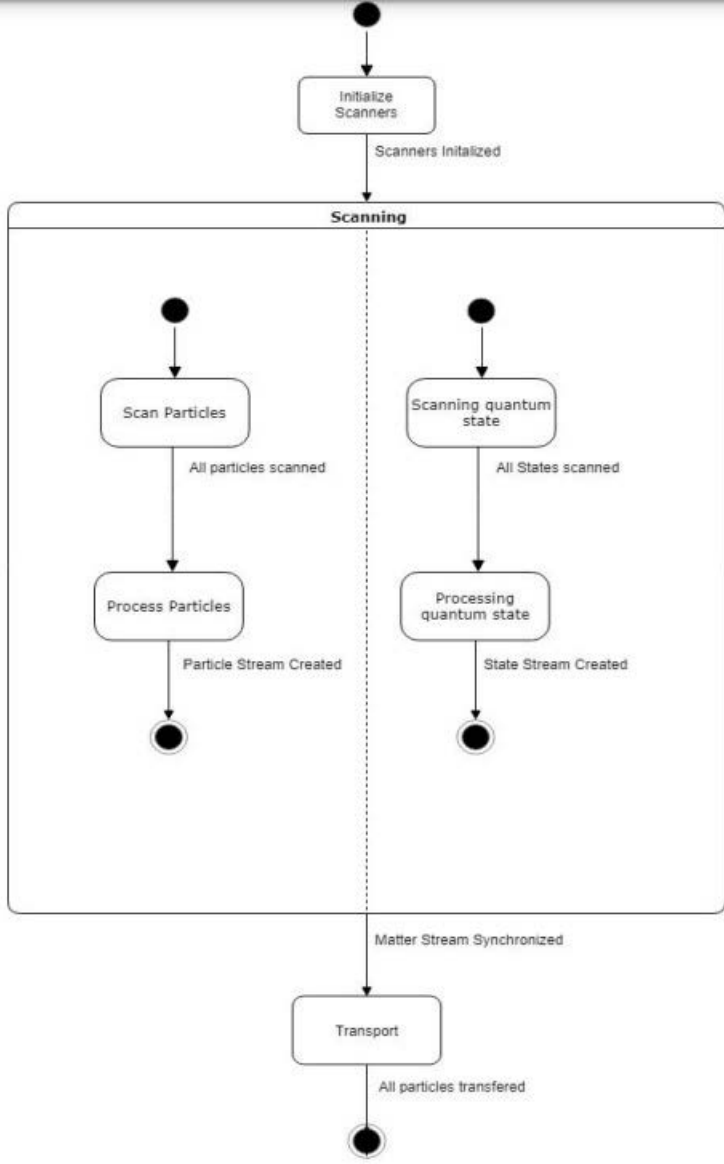 Initialize
Scanners
Scanners Initalized
Scanning
Scan Particles
Scanning quantum
state
All particles scanned
All States scanned
Process Particles
Processing
quantum state
Particle Stream Created
State Stream Created
Matter Stream Synchronized
Transport
All particles transfered